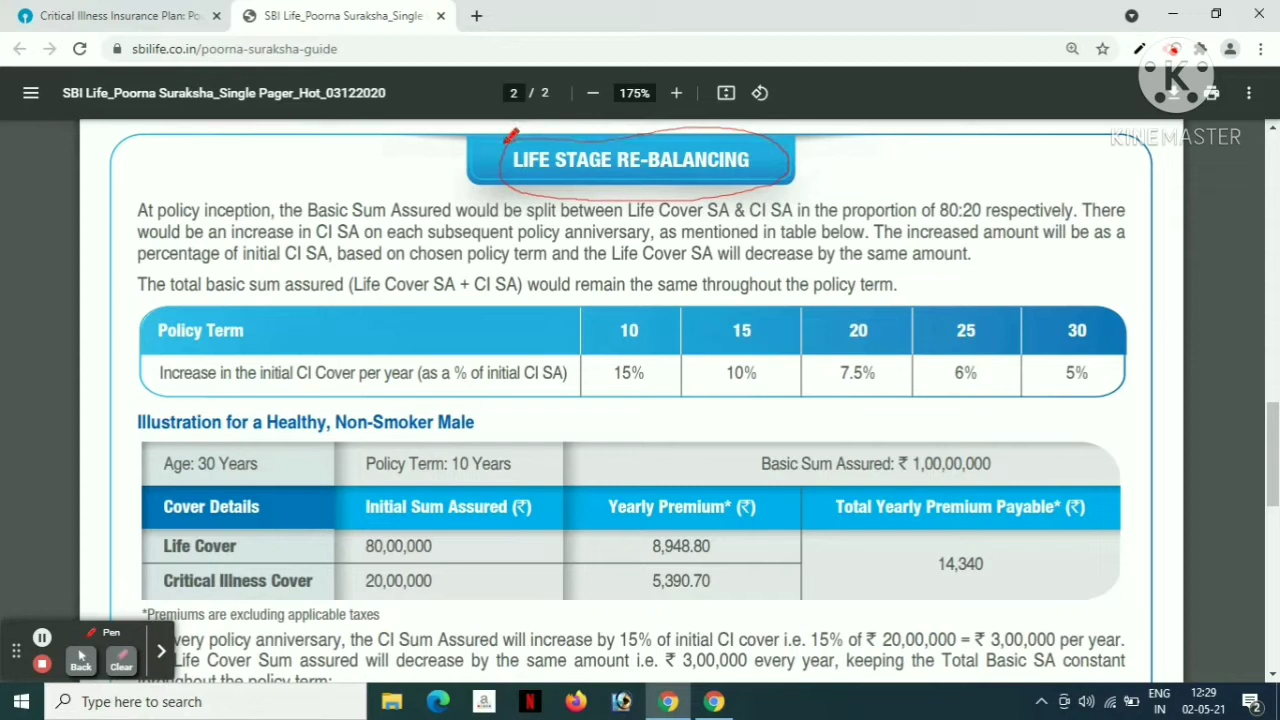 Critical Illness Insurance Plan: Po
SBI Life_Poorna Suraksha_Single
sbilife.co.in/poorna-suraksha-guide
K
KINEMASTER
SBI Life_Poorna Suraksha_Single Pager_Hot_03122020
2 / 2
175%
LIFE STAGE RE-BALANCING
At policy inception, the Basic Sum Assured would be split between Life Cover SA & CI SA in the proportion of 80:20 respectively. There
would be an increase in CI SA on each subsequent policy anniversary, as mentioned in table below. The increased amount will be as a
percentage of initial CI SA, based on chosen policy term and the Life Cover SA will decrease by the same amount.
The total basic sum assured (Life Cover SA + CI SA) would remain the same throughout the policy term.
Policy Term 10 15 20 25 30
Increase in the initial CI Cover per year (as a % of initial CI SA) 15% 10% 7.5% 6% 5%
Illustration for a Healthy, Non-Smoker Male
Age: 30 Years Policy Term: 10 Years Basic Sum Assured: ₹ 1,00,00,000
Cover Details Initial Sum Assured (₹) Yearly Premium* (₹) Total Yearly Premium Payable* (₹)
Life Cover 80,00,000 8,948.80
14,340
Critical Illness Cover 20,00,000 5,390.70
*Premiums are excluding applicable taxes
very policy anniversary, the CI Sum Assured will increase by 15% of initial CI cover i.e. 15% of ₹ 20,00,000 = ₹ 3,00,000 per year.
Life Cover Sum assured will decrease by the same amount i.e. ₹ 3,00,000 every year, keeping the Total Basic SA constant
throughout the policy term:
Pen
Back
Clear
Type here to search
ENG
IN
12:29
02-05-21
2